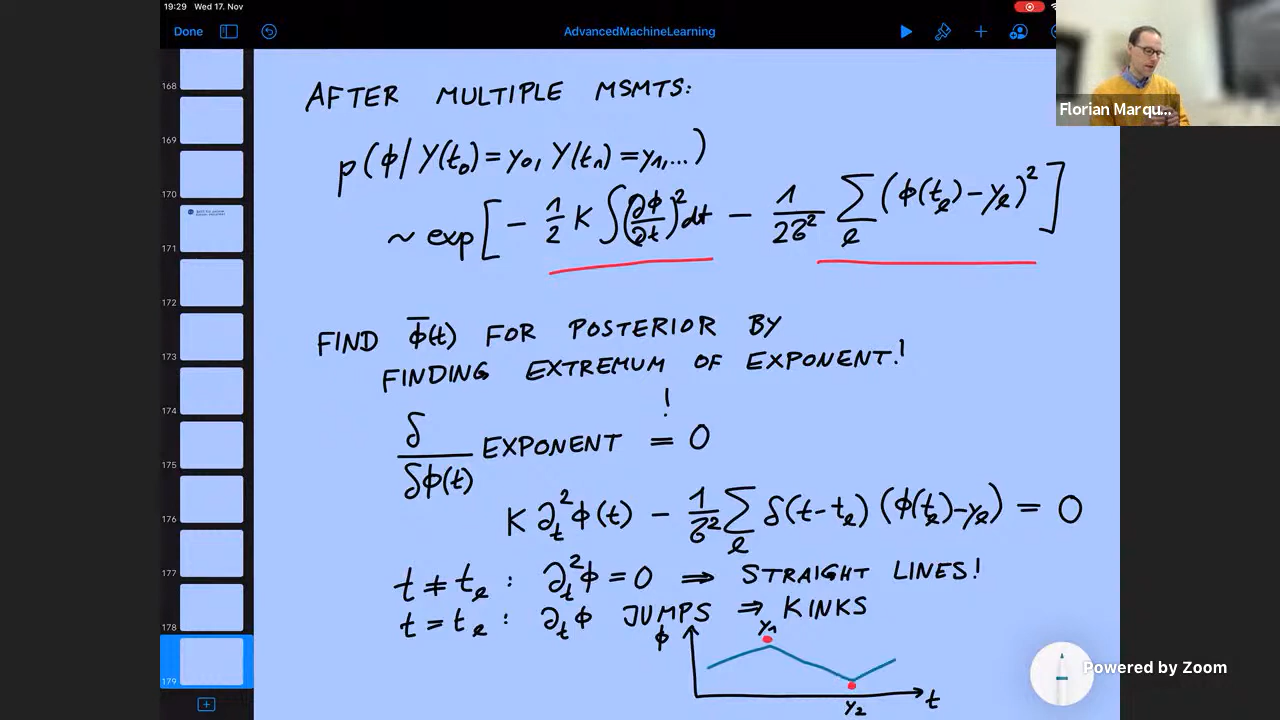 19:29 Wed 17. Nov
Done
AdvancedMachineLearning
Florian Marqu...
168
169
170
171
172
173
174
175
176
177
178
179
AFTER MULTIPLE MSMTS:
p(ϕ| Y(t₀)=y₀, Y(t₁)=y₁,...)
~ exp[ - 1/2 K ∫(∂ϕ/∂t)² dt - 1/2σ² Σ_ℓ (ϕ(t_ℓ)-y_ℓ)² ]
FIND ϕ̅(t) FOR POSTERIOR BY
FINDING EXTREMUM OF EXPONENT!
δ/δϕ(t) EXPONENT =! 0
K ∂ₜ²ϕ(t) - 1/σ² Σ_ℓ δ(t-t_ℓ) (ϕ(t_ℓ)-y_ℓ) = 0
t ≠ t_ℓ : ∂ₜ²ϕ = 0 ⇒ STRAIGHT LINES!
t = t_ℓ : ∂ₜϕ JUMPS ⇒ KINKS
ϕ
y₁
y₂
t
Powered by Zoom